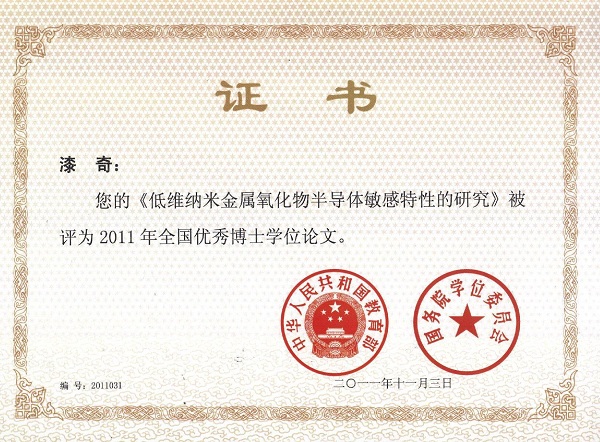 证书
漆 奇：
您的《低维纳米金属氧化物半导体敏感特性的研究》被
评为 2011 年全国优秀博士学位论文。
中华人民共和国教育部
国务院学位委员会
编 号：2011031
二〇一一年十一月三日